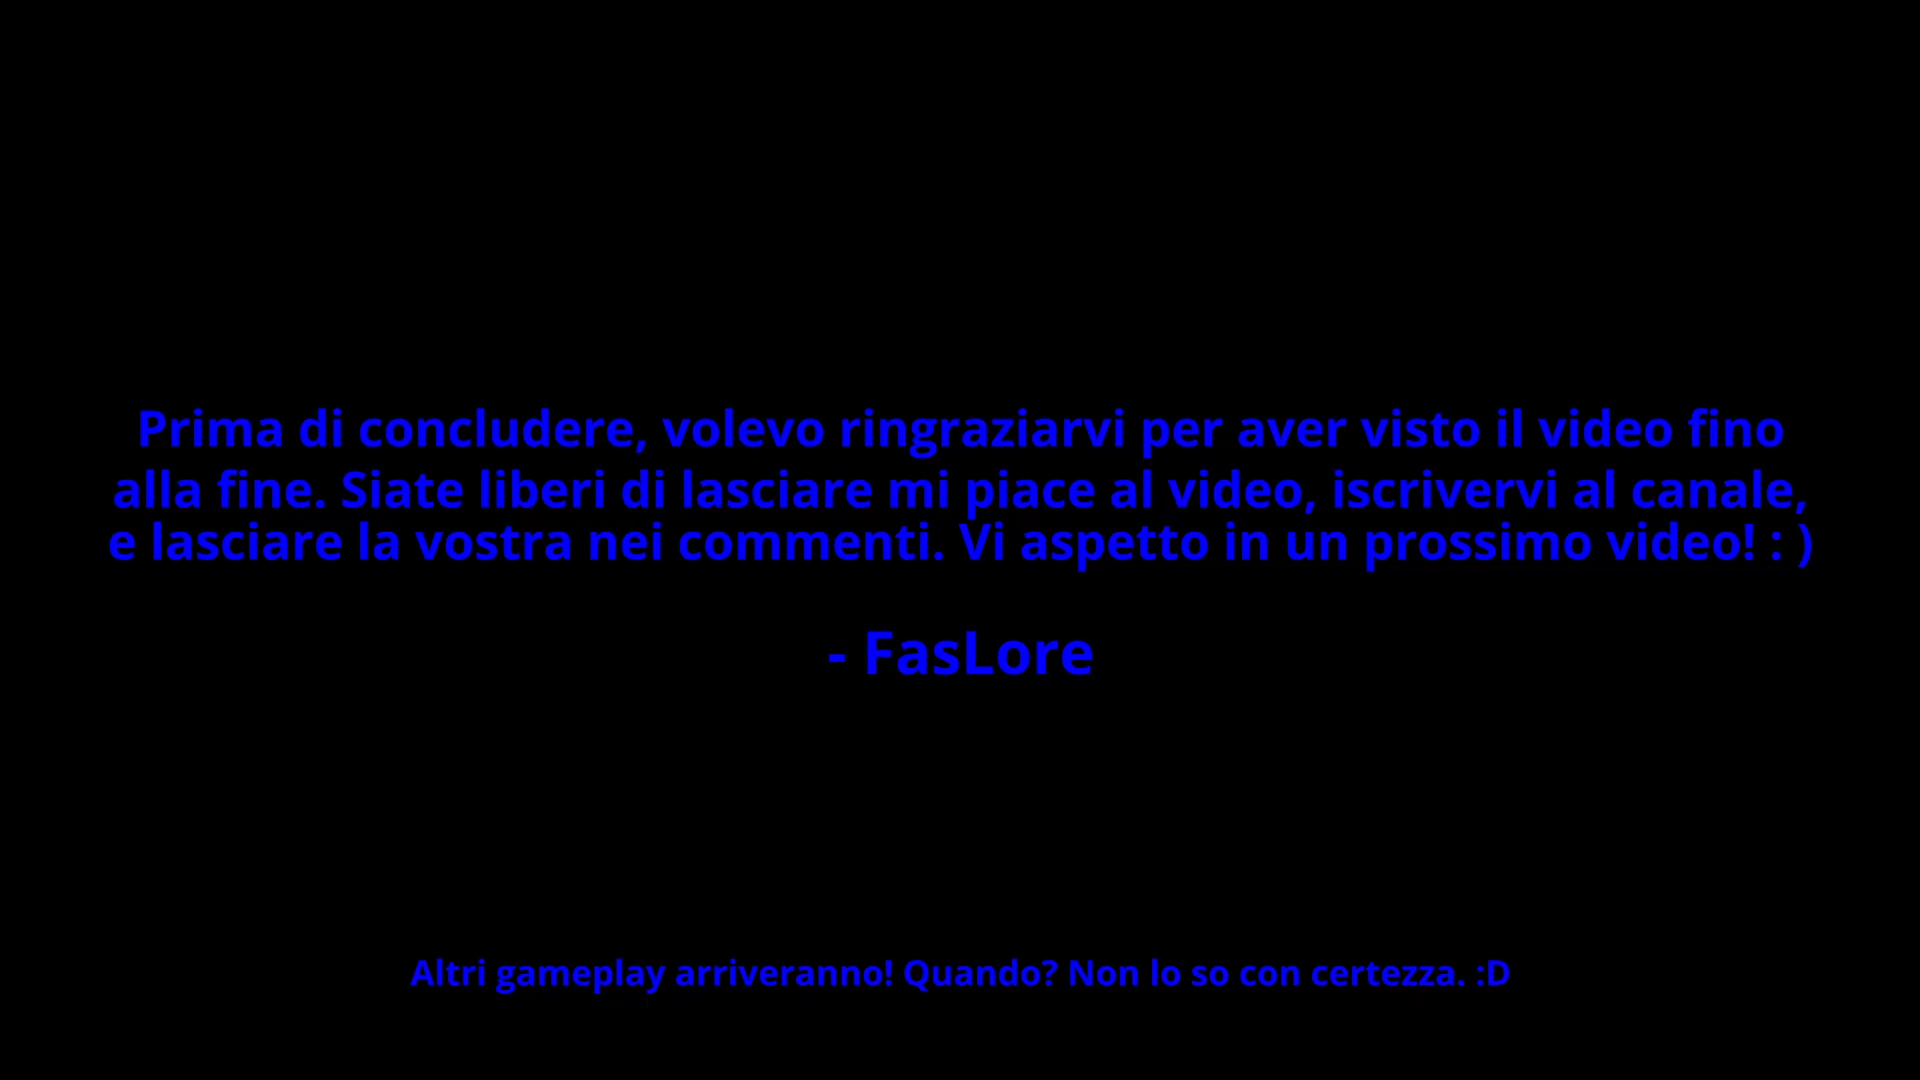 Prima di concludere, volevo ringraziarvi per aver visto il video fino
alla fine. Siate liberi di lasciare mi piace al video, iscrivervi al canale,
e lasciare la vostra nei commenti. Vi aspetto in un prossimo video! : )
- FasLore
Altri gameplay arriveranno! Quando? Non lo so con certezza. :D